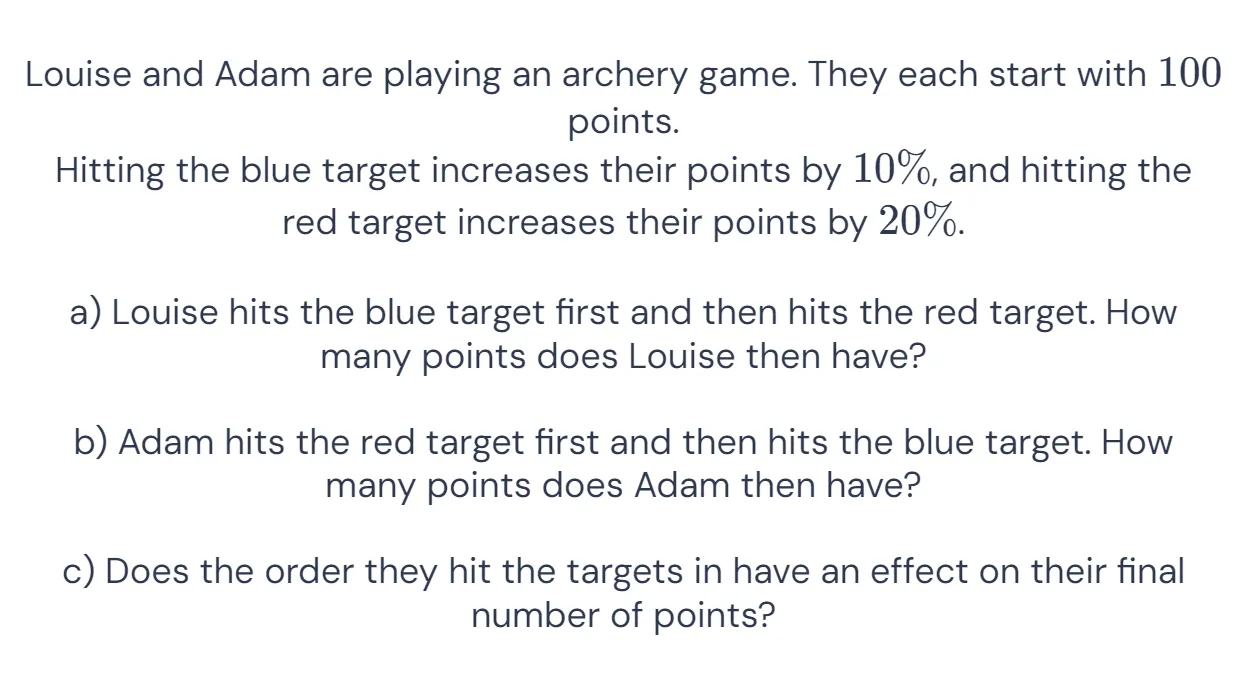 Louise and Adam are playing an archery game. They each start with 100
points.
Hitting the blue target increases their points by 10%, and hitting the
red target increases their points by 20%.
a) Louise hits the blue target first and then hits the red target. How
many points does Louise then have?
b) Adam hits the red target first and then hits the blue target. How
many points does Adam then have?
c) Does the order they hit the targets in have an effect on their final
number of points?